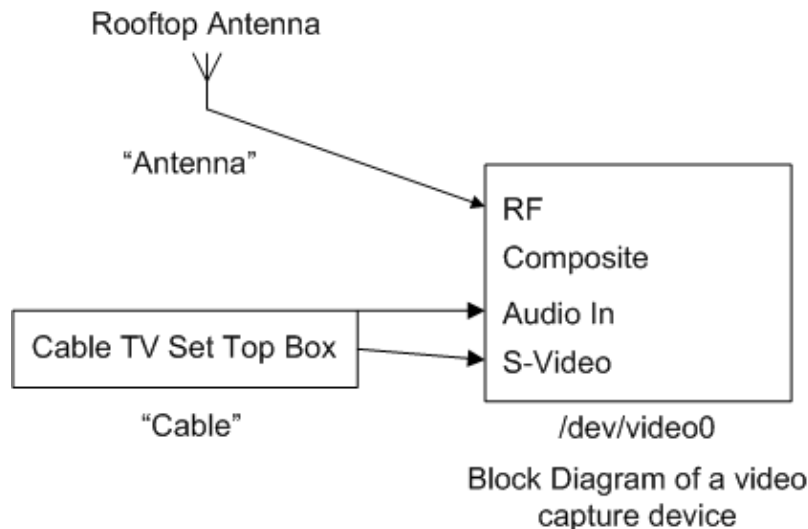 Rooftop Antenna
“Antenna”
RF
Composite
Audio In
S-Video
Cable TV Set Top Box
“Cable”
/dev/video0
Block Diagram of a video
capture device